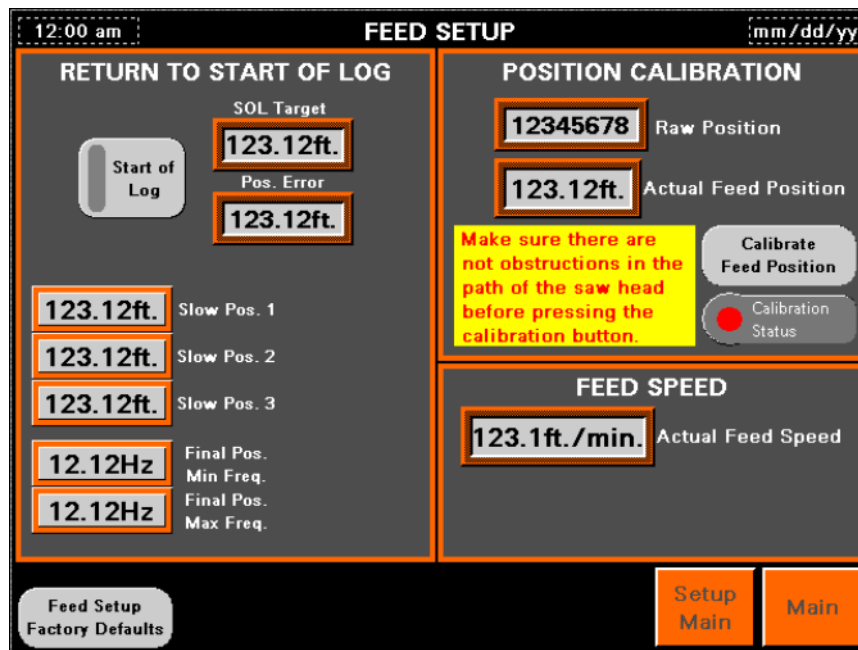 12:00 am
FEED SETUP
mm/dd/yy
RETURN TO START OF LOG
SOL Target
123.12ft.
Start of
Log
Pos. Error
123.12ft.
123.12ft.
Slow Pos. 1
123.12ft.
Slow Pos. 2
123.12ft.
Slow Pos. 3
12.12Hz
Final Pos.
Min Freq.
12.12Hz
Final Pos.
Max Freq.
POSITION CALIBRATION
12345678
Raw Position
123.12ft.
Actual Feed Position
Make sure there are
not obstructions in the
path of the saw head
before pressing the
calibration button.
Calibrate
Feed Position
Calibration
Status
FEED SPEED
123.1ft./min.
Actual Feed Speed
Feed Setup
Factory Defaults
Setup
Main
Main